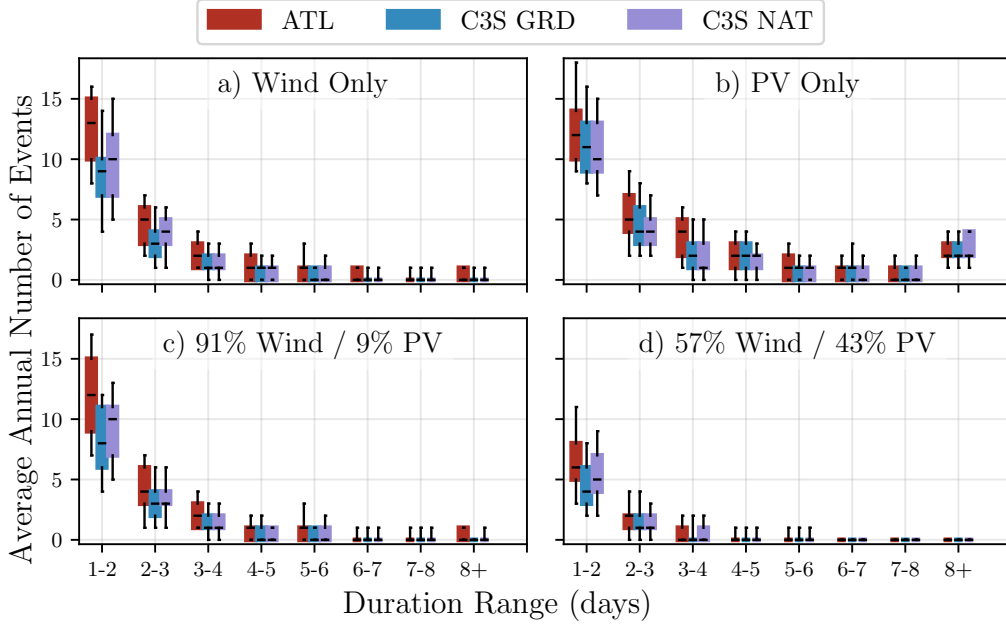 ATL C3S GRD C3S NAT
a) Wind Only
b) PV Only
15
10
5
0
15
10
5
0
c) 91% Wind / 9% PV
d) 57% Wind / 43% PV
Average Annual Number of Events
1-2 2-3 3-4 4-5 5-6 6-7 7-8 8+
1-2 2-3 3-4 4-5 5-6 6-7 7-8 8+
Duration Range (days)